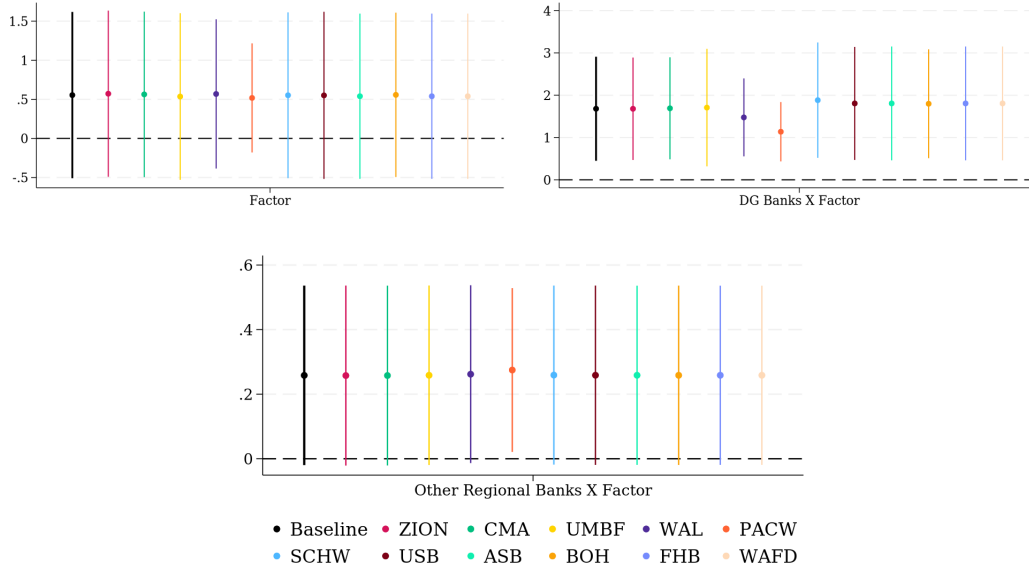 1.5
1
.5
0
-.5
Factor
4
3
2
1
0
DG Banks X Factor
.6
.4
.2
0
Other Regional Banks X Factor
Baseline ZION CMA UMBF WAL PACW
SCHW USB ASB BOH FHB WAFD